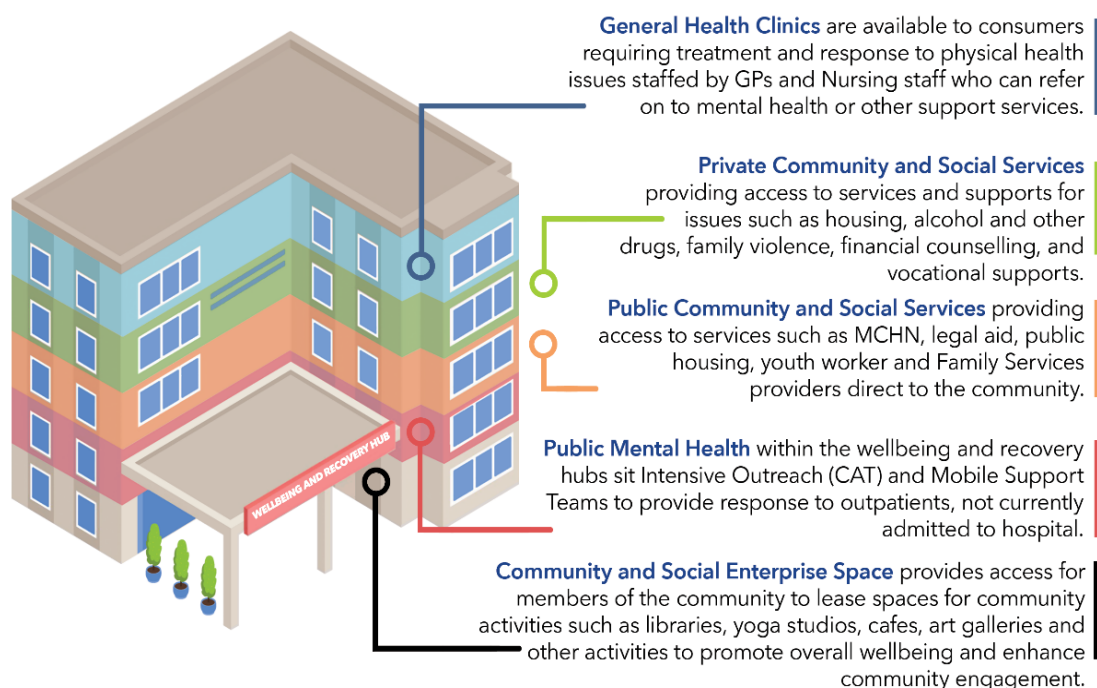 General Health Clinics are available to consumers
requiring treatment and response to physical health
issues staffed by GPs and Nursing staff who can refer
on to mental health or other support services.
Private Community and Social Services
providing access to services and supports for
issues such as housing, alcohol and other
drugs, family violence, financial counselling, and
vocational supports.
Public Community and Social Services providing
access to services such as MCHN, legal aid, public
housing, youth worker and Family Services
providers direct to the community.
Public Mental Health within the wellbeing and recovery
hubs sit Intensive Outreach (CAT) and Mobile Support
Teams to provide response to outpatients, not currently
admitted to hospital.
WELLBEING AND RECOVERY HUB
Community and Social Enterprise Space provides access for
members of the community to lease spaces for community
activities such as libraries, yoga studios, cafes, art galleries and
other activities to promote overall wellbeing and enhance
community engagement.